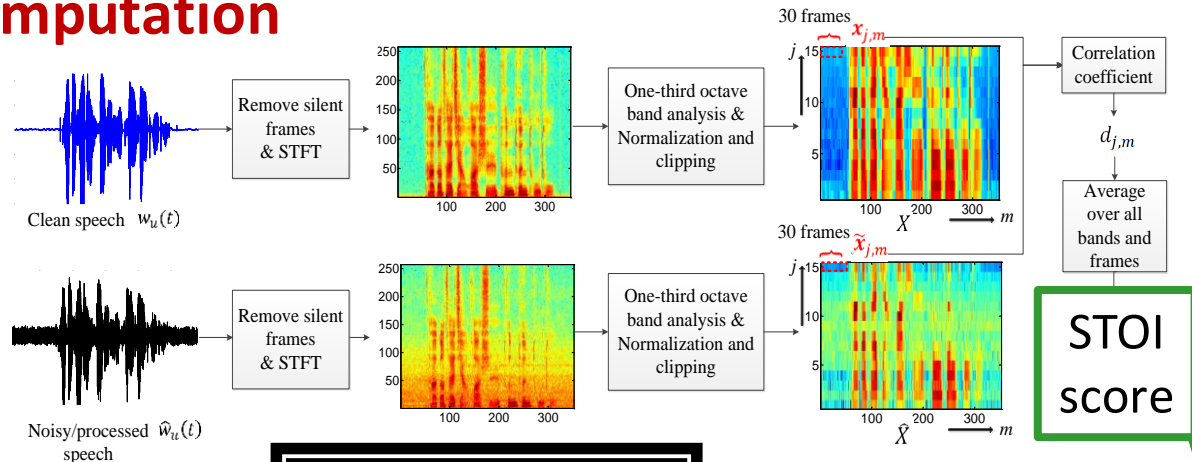 mputation
Clean speech w_u(t)
Remove silent
frames
& STFT
250
200
150
100
50
100 200 300
One-third octave
band analysis &
Normalization and
clipping
30 frames
x_{j,m}
j
15
10
5
100 200 300
X m
Correlation
coefficient
d_{j,m}
Average
over all
bands and
frames
STOI
score
Noisy/processed ŵ_u(t)
speech
Remove silent
frames
& STFT
250
200
150
100
50
100 200 300
One-third octave
band analysis &
Normalization and
clipping
30 frames
x̃_{j,m}
j
15
10
5
100 200 300
X̂ m